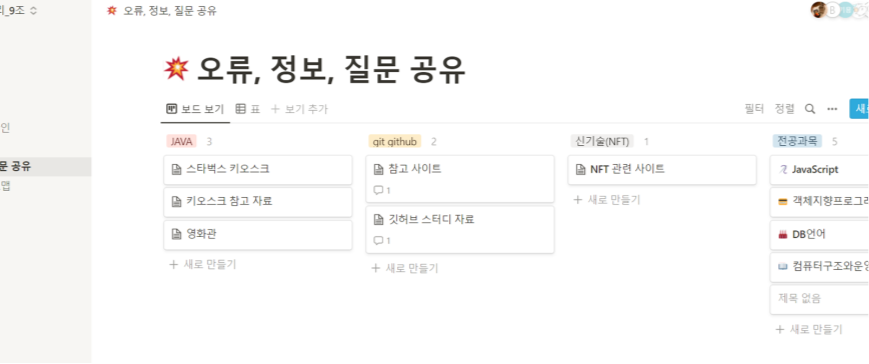 _9조
오류, 정보, 질문 공유
B
오류, 정보, 질문 공유
보드 보기 표 + 보기 추가
필터 정렬 ••• 새로
인
문 공유
맵
JAVA 3
스타벅스 키오스크
키오스크 참고 자료
영화관
+ 새로 만들기
git github 2
참고 사이트
1
깃허브 스터디 자료
1
+ 새로 만들기
신기술(NFT) 1
NFT 관련 사이트
+ 새로 만들기
전공과목 5
JavaScript
객체지향프로그래
DB언어
컴퓨터구조와운영
제목 없음
+ 새로 만들기